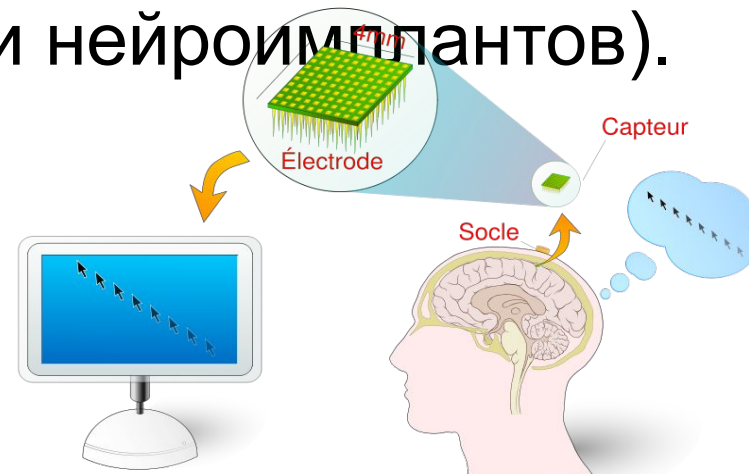 и нейроимплантов).
4mm
Électrode
Capteur
Socle